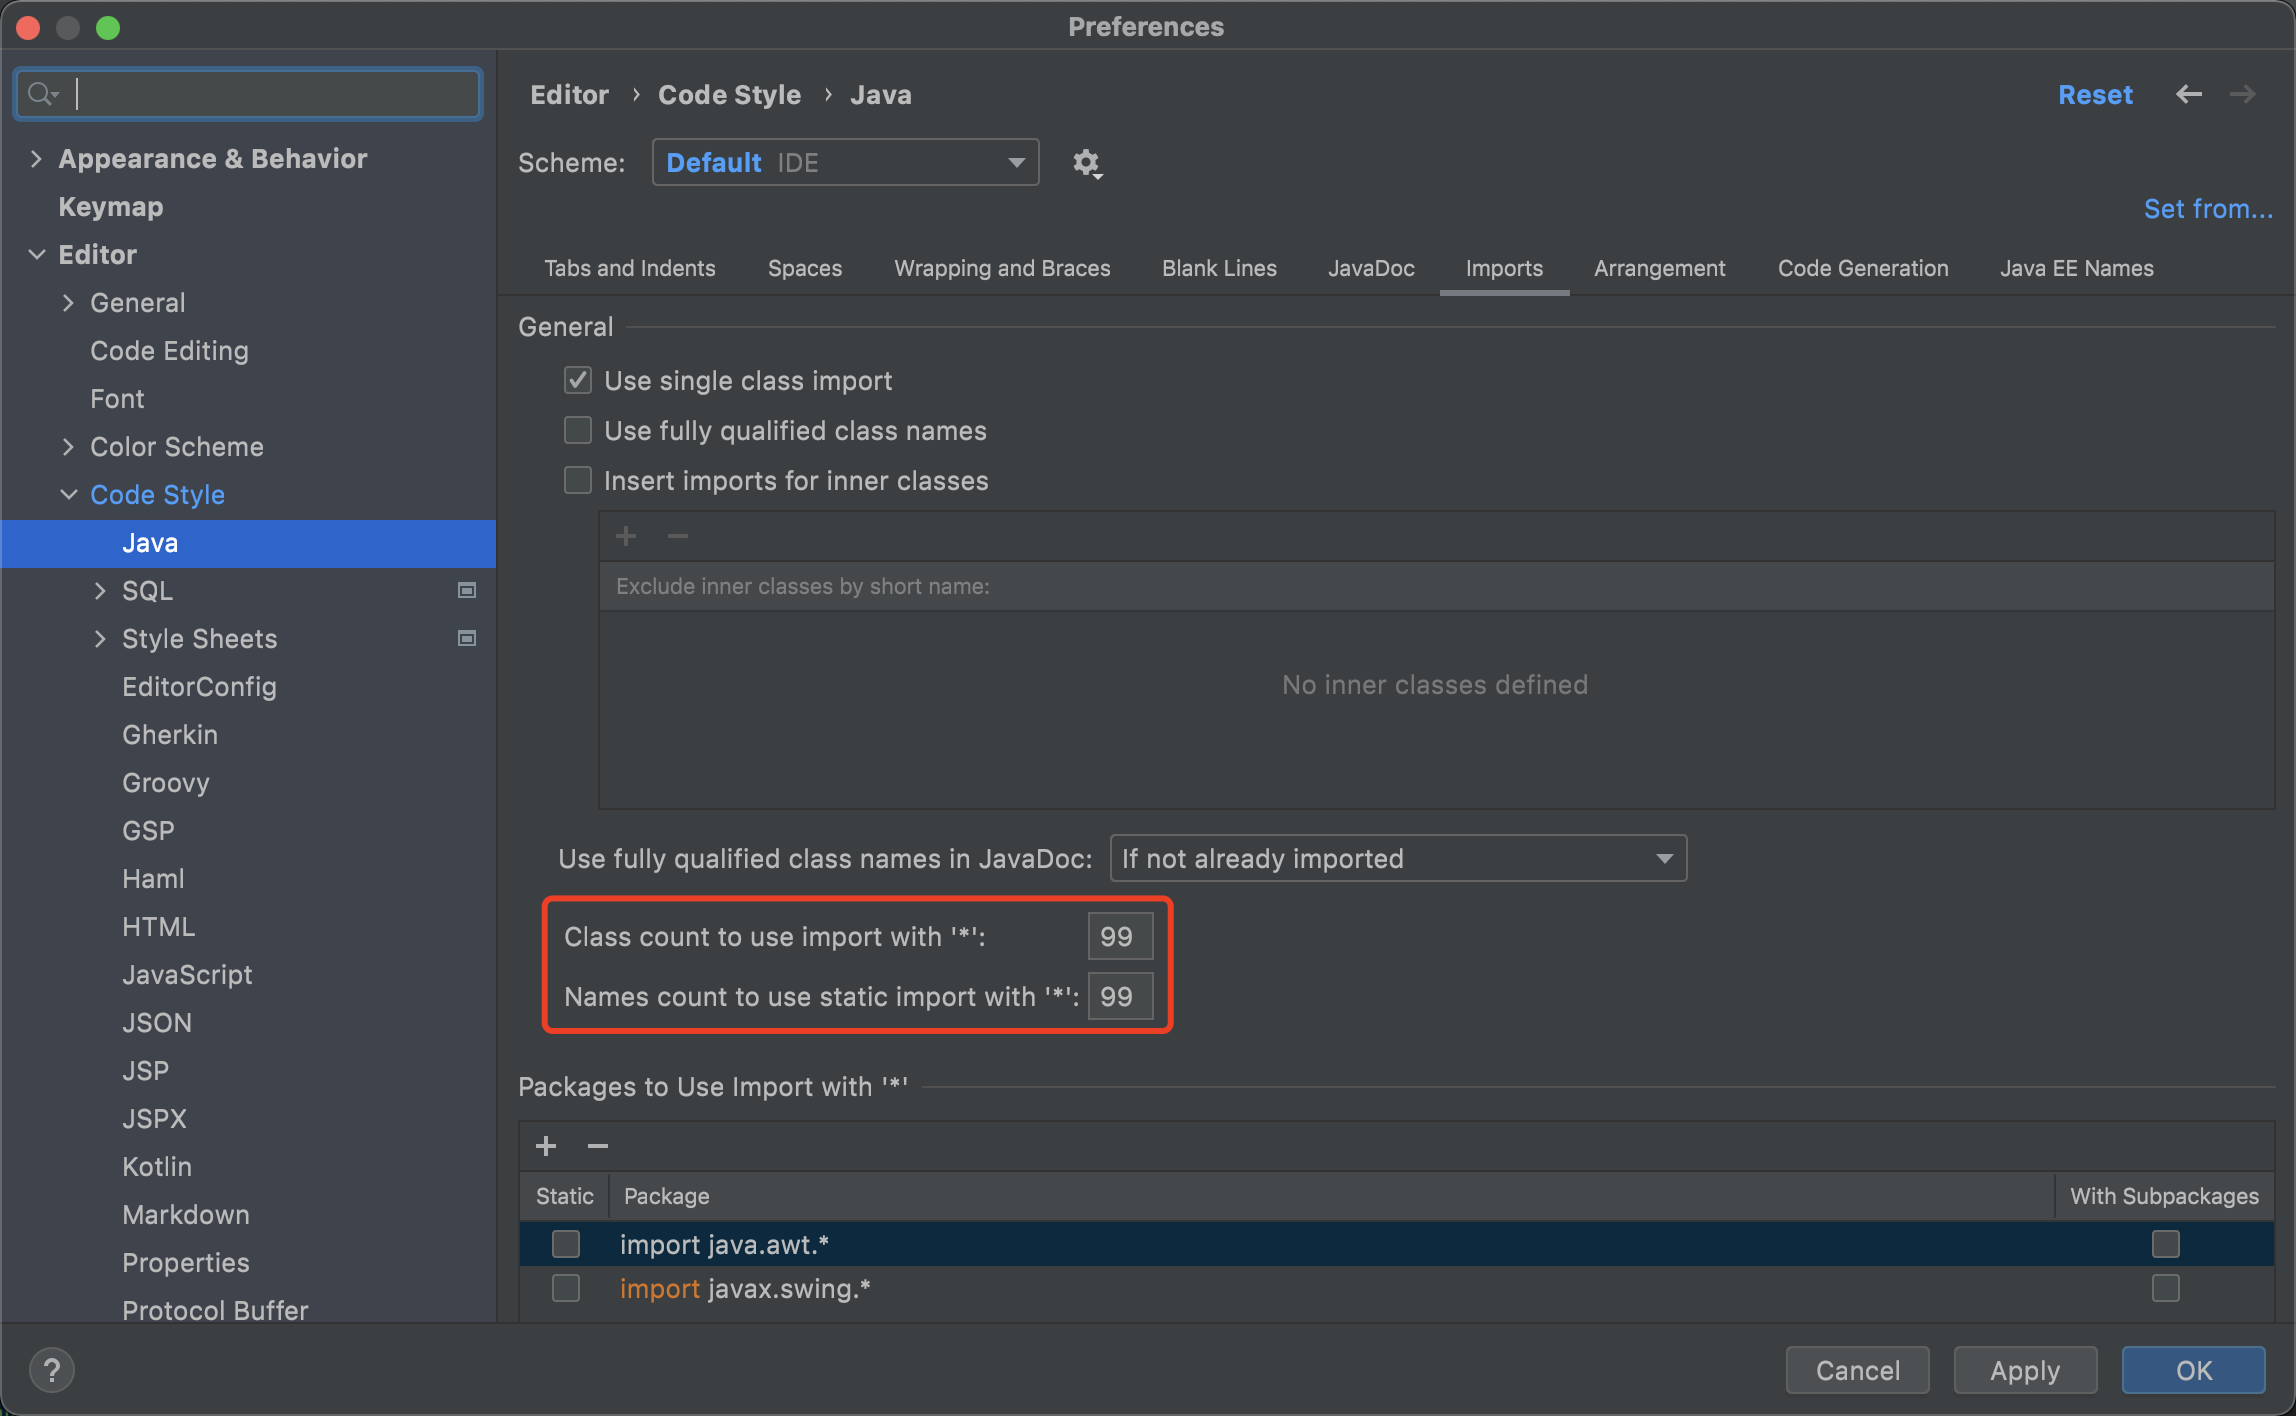 Preferences
Appearance & Behavior
Keymap
Editor
General
Code Editing
Font
Color Scheme
Code Style
Java
SQL
Style Sheets
EditorConfig
Gherkin
Groovy
GSP
Haml
HTML
JavaScript
JSON
JSP
JSPX
Kotlin
Markdown
Properties
Protocol Buffer
Editor › Code Style › Java
Reset
Scheme: Default IDE
Set from...
Tabs and Indents Spaces Wrapping and Braces Blank Lines JavaDoc Imports Arrangement Code Generation Java EE Names
General
Use single class import
Use fully qualified class names
Insert imports for inner classes
Exclude inner classes by short name:
No inner classes defined
Use fully qualified class names in JavaDoc: If not already imported
Class count to use import with '*': 99
Names count to use static import with '*': 99
Packages to Use Import with '*'
Static Package With Subpackages
import java.awt.*
import javax.swing.*
? Cancel Apply OK